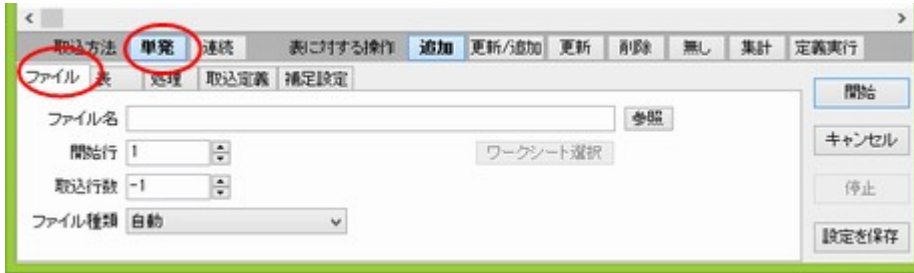 取込方法 単発 連続 表に対する操作 追加 更新/追加 更新 削除 無し 集計 定義実行
ファイル 表 処理 取込定義 補足設定
開始
ファイル名 参照
キャンセル
開始行 1 ワークシート選択
取込行数 -1
停止
ファイル種類 自動
設定を保存